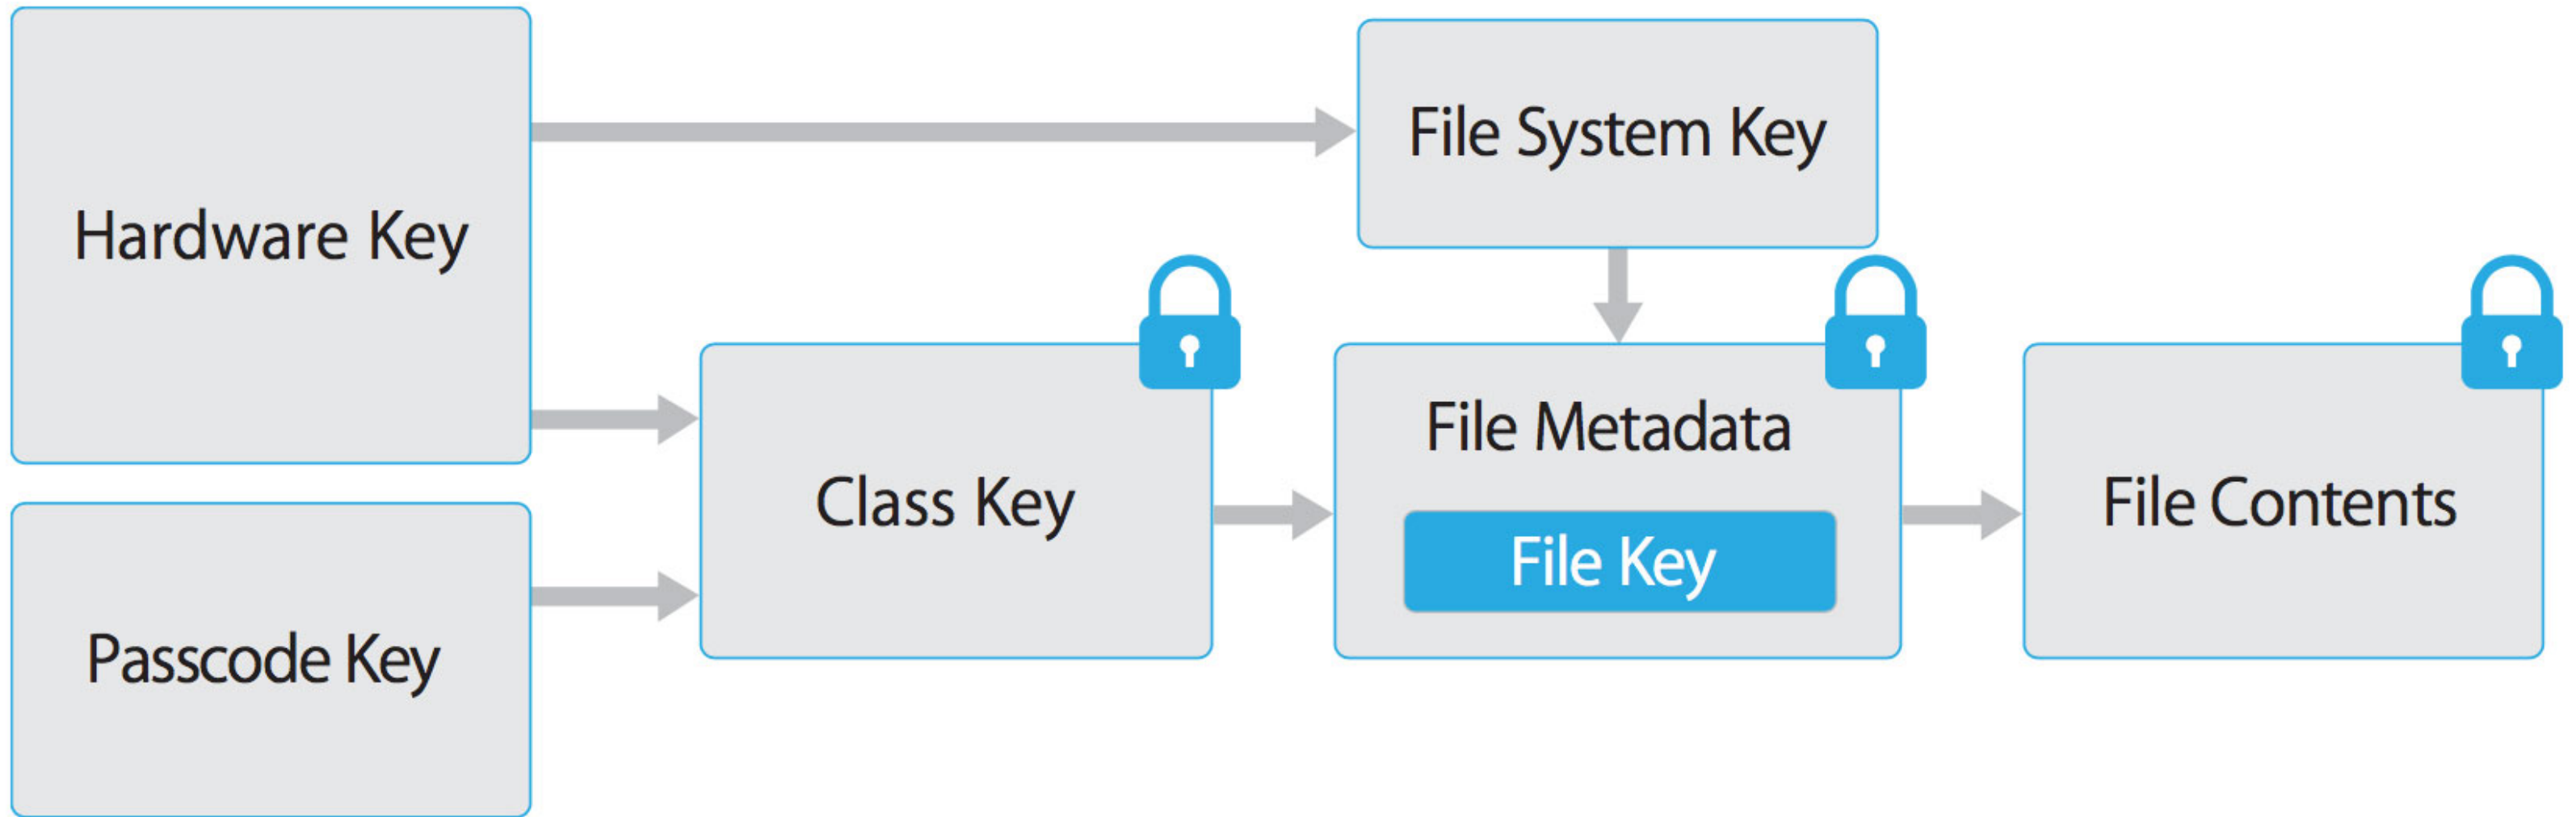 Hardware Key
File System Key
Class Key
File Metadata
File Key
File Contents
Passcode Key